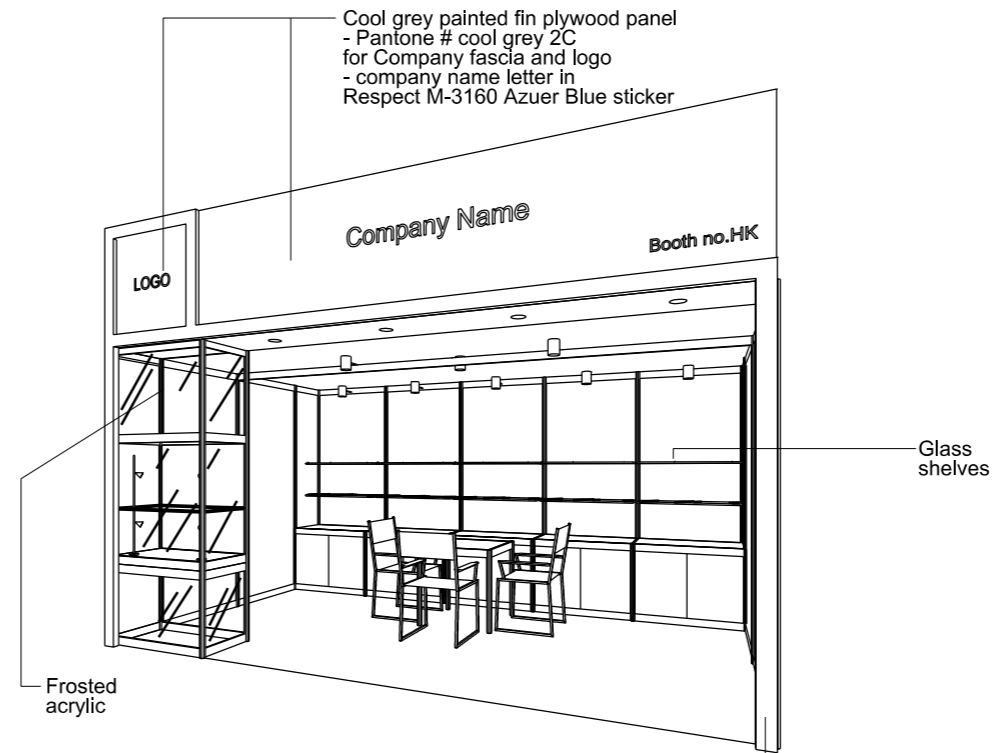 Cool grey painted fin plywood panel
- Pantone # cool grey 2C
for Company fascia and logo
- company name letter in
Respect M-3160 Azuer Blue sticker
Company Name
Booth no.HK
LOGO
Glass
shelves
Frosted
acrylic